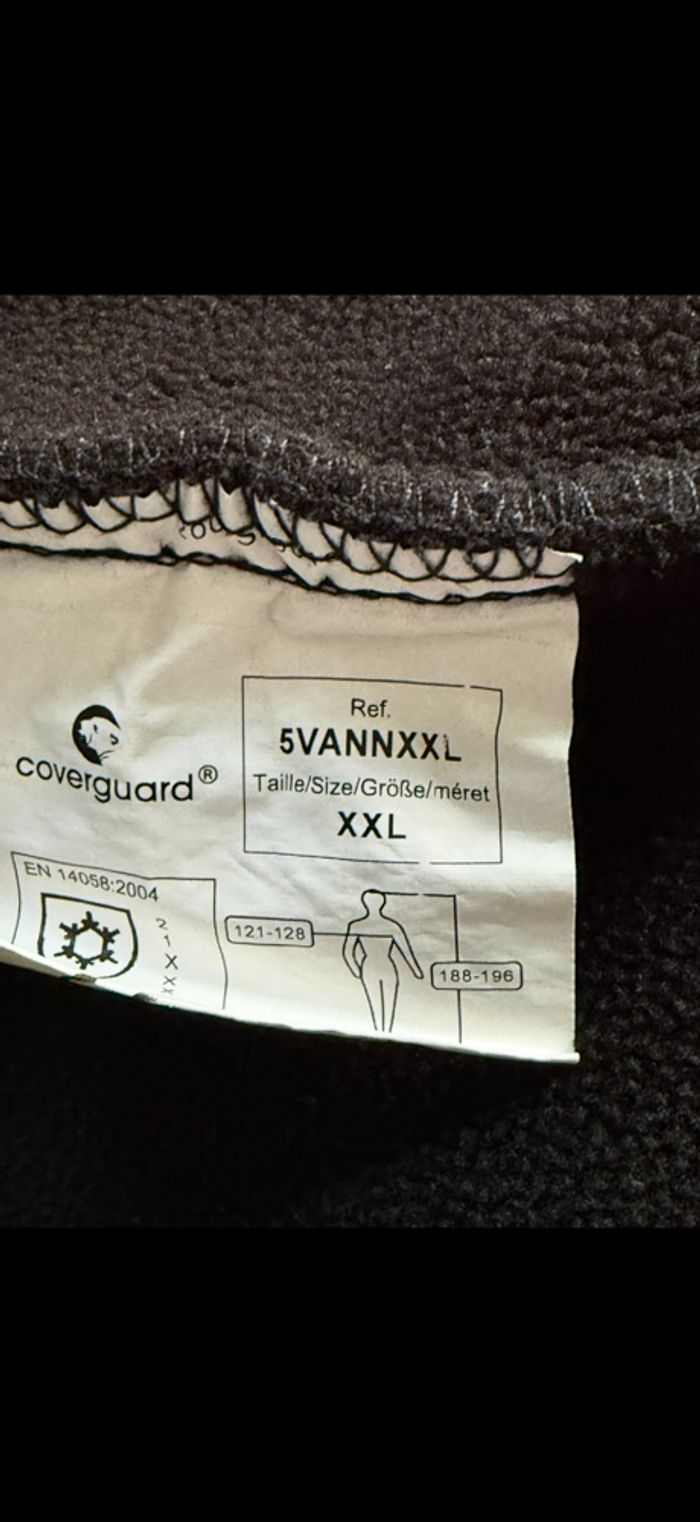 coverguard®
Ref.
5VANNXXL
Taille/Size/Größe/méret
XXL
EN 14058:2004
2
1
X
X
X
121-128
188-196